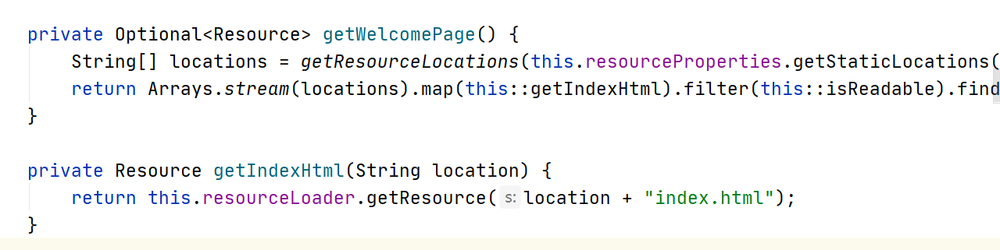 private Optional<Resource> getWelcomePage() {
String[] locations = getResourceLocations(this.resourceProperties.getStaticLocations(
return Arrays.stream(locations).map(this::getIndexHtml).filter(this::isReadable).find
}
private Resource getIndexHtml(String location) {
return this.resourceLoader.getResource( s: location + "index.html");
}